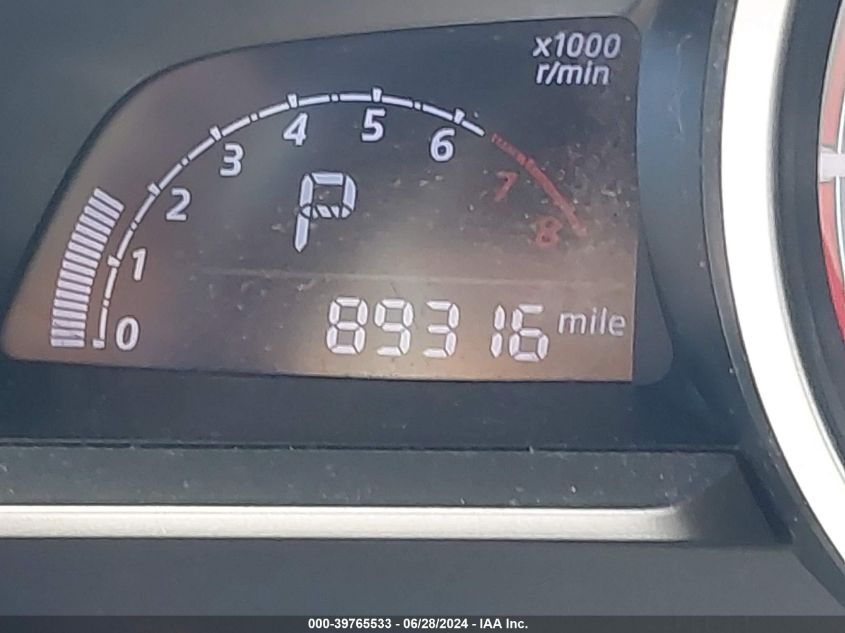 x1000
r/min
0 1 2 3 4 5 6 7 8
P
89316 mile
000-39765533 - 06/28/2024 - IAA Inc.